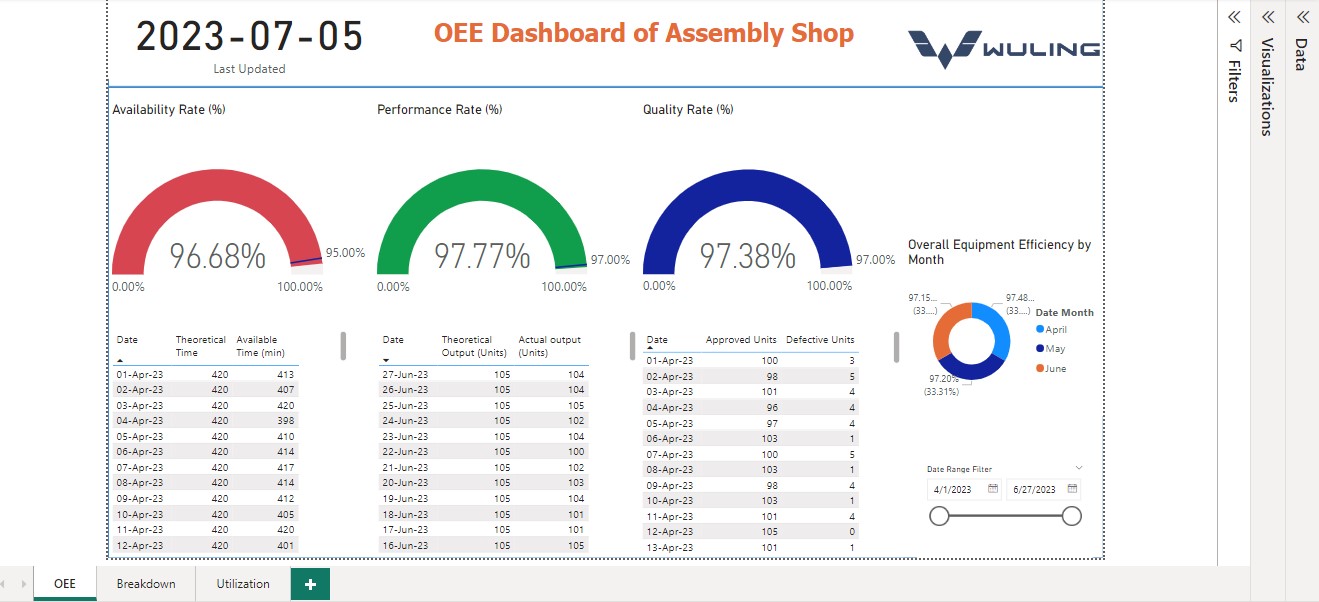 2023-07-05
Last Updated
OEE Dashboard of Assembly Shop
WULING
Availability Rate (%)
96.68%
95.00%
0.00%
100.00%
Performance Rate (%)
97.77%
97.00%
0.00%
100.00%
Quality Rate (%)
97.38%
97.00%
0.00%
100.00%
Date Theoretical Time Available Time (min)
01-Apr-23 420 413
02-Apr-23 420 407
03-Apr-23 420 420
04-Apr-23 420 398
05-Apr-23 420 410
06-Apr-23 420 414
07-Apr-23 420 417
08-Apr-23 420 414
09-Apr-23 420 412
10-Apr-23 420 405
11-Apr-23 420 420
12-Apr-23 420 401
Date Theoretical Output (Units) Actual output (Units)
27-Jun-23 105 104
26-Jun-23 105 104
25-Jun-23 105 105
24-Jun-23 105 102
23-Jun-23 105 104
22-Jun-23 105 100
21-Jun-23 105 102
20-Jun-23 105 103
19-Jun-23 105 104
18-Jun-23 105 101
17-Jun-23 105 101
16-Jun-23 105 105
Date Approved Units Defective Units
01-Apr-23 100 3
02-Apr-23 98 5
03-Apr-23 101 4
04-Apr-23 96 4
05-Apr-23 97 4
06-Apr-23 103 1
07-Apr-23 100 5
08-Apr-23 103 1
09-Apr-23 98 4
10-Apr-23 103 1
11-Apr-23 101 4
12-Apr-23 105 0
13-Apr-23 101 1
Overall Equipment Efficiency by
Month
97.15...
(33....)
97.48...
(33....)
97.20%
(33.31%)
Date Month
April
May
June
Date Range Filter
4/1/2023 6/27/2023
Filters
Visualizations
Data
OEE Breakdown Utilization +